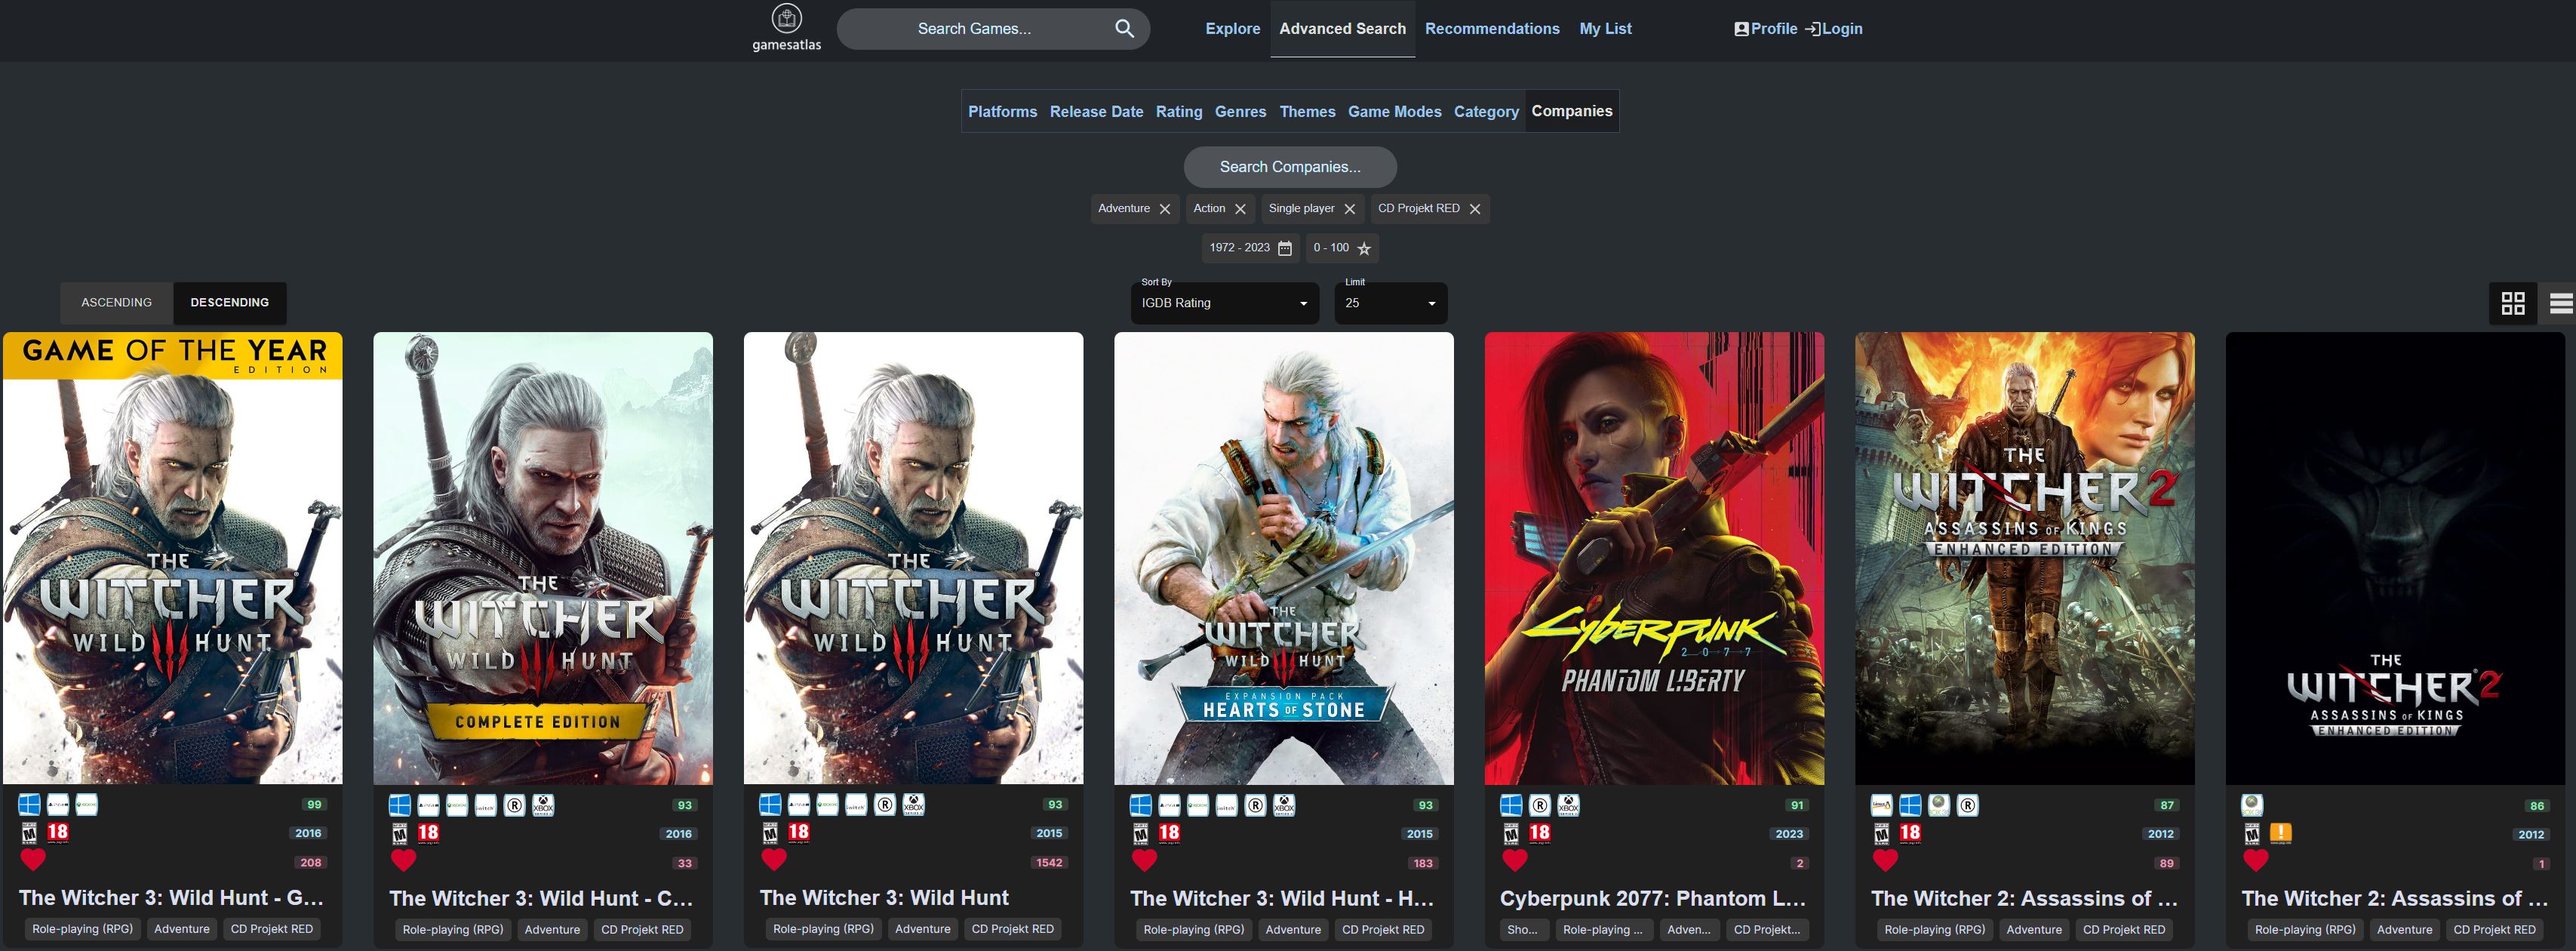 gamesatlas
Search Games...
Explore
Advanced Search
Recommendations
My List
Profile
Login
Platforms
Release Date
Rating
Genres
Themes
Game Modes
Category
Companies
Search Companies...
Adventure
Action
Single player
CD Projekt RED
1972 - 2023
0 - 100
ASCENDING
DESCENDING
Sort By
IGDB Rating
Limit
25
GAME OF THE YEAR
EDITION
THE
WITCHER
WILD HUNT
99
M
18
2016
208
The Witcher 3: Wild Hunt - G...
Role-playing (RPG)
Adventure
CD Projekt RED
THE
WITCHER
WILD HUNT
COMPLETE EDITION
switch
XBOX
93
M
18
2016
33
The Witcher 3: Wild Hunt - C...
Role-playing (RPG)
Adventure
CD Projekt RED
THE
WITCHER
WILD HUNT
switch
XBOX
93
M
18
2015
1542
The Witcher 3: Wild Hunt
Role-playing (RPG)
Adventure
CD Projekt RED
THE
WITCHER
WILD HUNT
EXPANSION PACK
HEARTS OF STONE
switch
XBOX
93
M
18
2015
183
The Witcher 3: Wild Hunt - H...
Role-playing (RPG)
Adventure
CD Projekt RED
CYBERPUNK
2077
PHANTOM L!BERTY
XBOX
91
M
18
2023
2
Cyberpunk 2077: Phantom L...
Sho...
Role-playing ...
Adven...
CD Projekt...
THE
WITCHER 2
ASSASSINS OF KINGS
ENHANCED EDITION
87
M
18
2012
89
The Witcher 2: Assassins of ...
Role-playing (RPG)
Adventure
CD Projekt RED
THE
WITCHER 2
ASSASSINS OF KINGS
ENHANCED EDITION
86
M
!
2012
1
The Witcher 2: Assassins of ...
Role-playing (RPG)
Adventure
CD Projekt RED